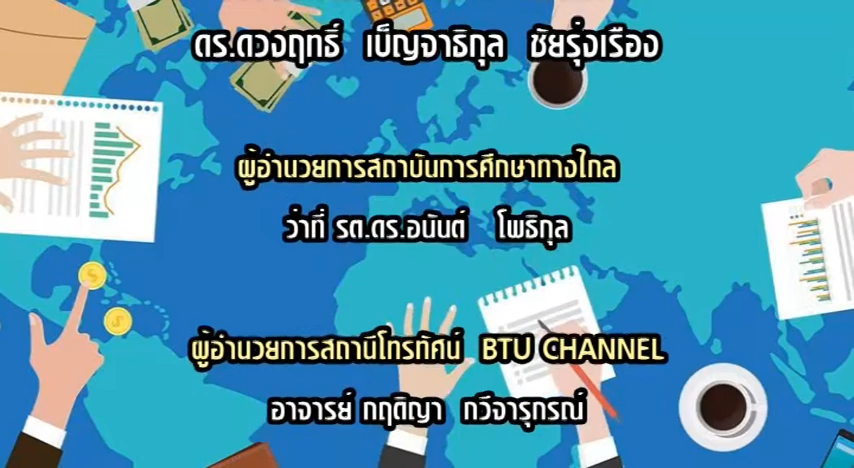 ดร.ดวงฤทธิ์ เบ็ญจาธิกุล ชัยรุ่งเรือง
ผู้อำนวยการสถาบันการศึกษาทางไกล
ว่าที่ รต.ดร.อนันต์ โพธิกุล
ผู้อำนวยการสถานีโทรทัศน์ BTU CHANNEL
อาจารย์ กฤติญา กวีจารุกรณ์